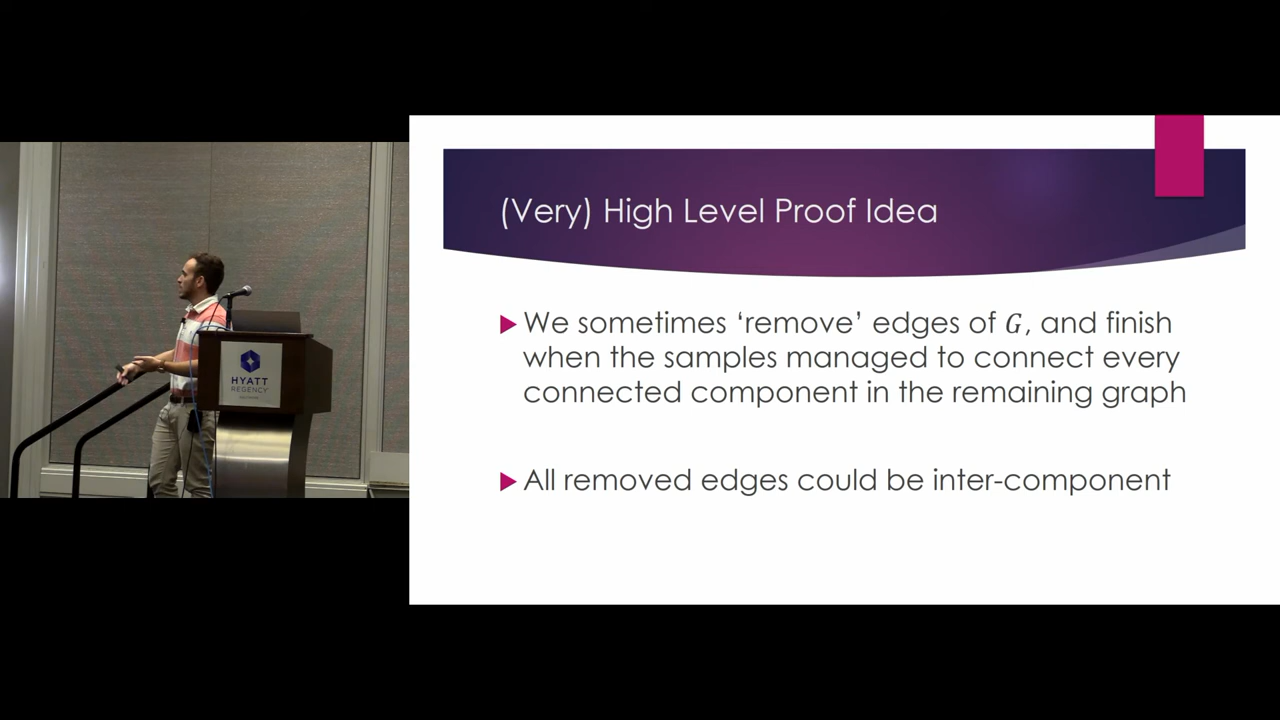 (Very) High Level Proof Idea
We sometimes ‘remove’ edges of G, and finish
when the samples managed to connect every
connected component in the remaining graph
All removed edges could be inter-component
HYATT
REGENCY